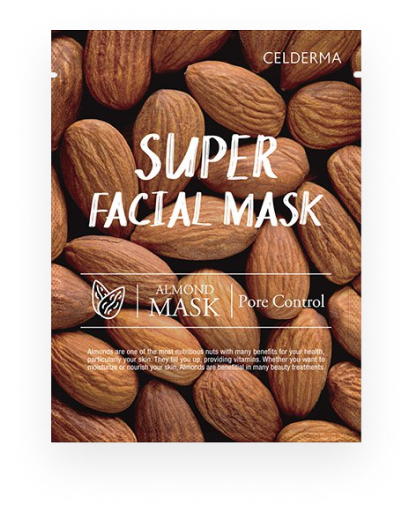 CELDERMA
SUPER
FACIAL MASK
ALMOND
MASK
Pore Control
Almonds are one of the most nutritious nuts with many benefits for your health,
particularly your skin. They fill you up, providing vitamins. Whether you want to
moisturize or nourish your skin, Almonds are benefitial in many beauty treatments